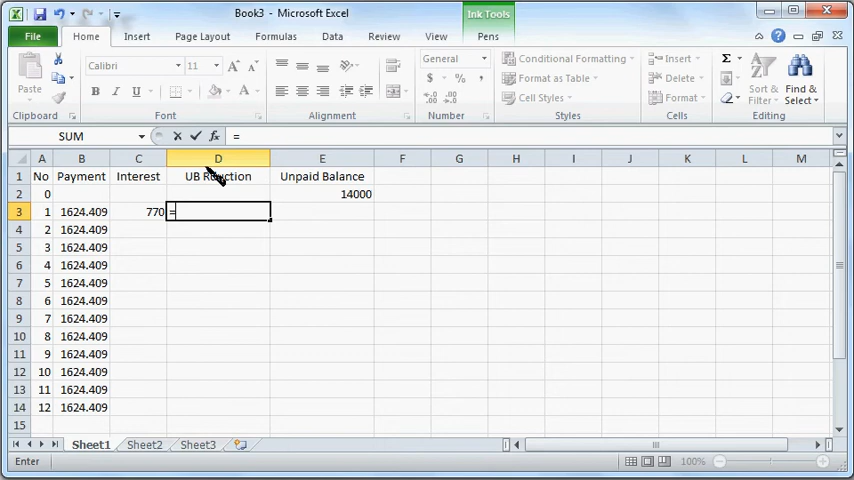 Book3 - Microsoft Excel
Ink Tools
File Home Insert Page Layout Formulas Data Review View Pens
Paste
Calibri 11
B I U A
Clipboard Font Alignment
General
$ % ,
Number
Conditional Formatting
Format as Table
Cell Styles
Styles
Insert
Delete
Format
Cells
Σ
Sort & Filter
Find & Select
Editing
SUM fx =
A B C D E F G H I J K L M
1 No Payment Interest UB Unpaid Balance
2 0 14000
3 1 1624.409 770 =
4 2 1624.409
5 3 1624.409
6 4 1624.409
7 5 1624.409
8 6 1624.409
9 7 1624.409
10 8 1624.409
11 9 1624.409
12 10 1624.409
13 11 1624.409
14 12 1624.409
15
Sheet1 Sheet2 Sheet3
Enter 100%